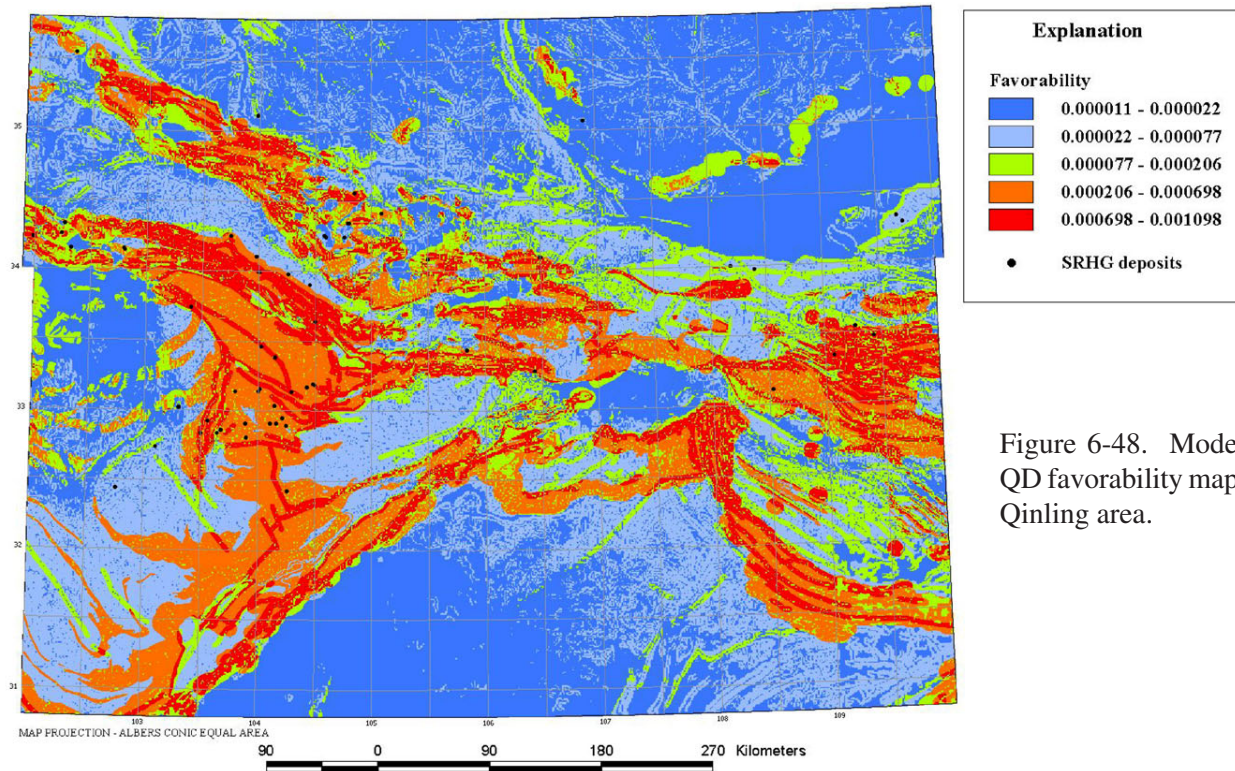 Explanation
Favorability
0.000011 - 0.000022
0.000022 - 0.000077
0.000077 - 0.000206
0.000206 - 0.000698
0.000698 - 0.001098
SRHG deposits
35
34
33
32
31
103 104 105 106 107 108 109
MAP PROJECTION - ALBERS CONIC EQUAL AREA
90 0 90 180 270 Kilometers
Figure 6-48. Mode
QD favorability map
Qinling area.